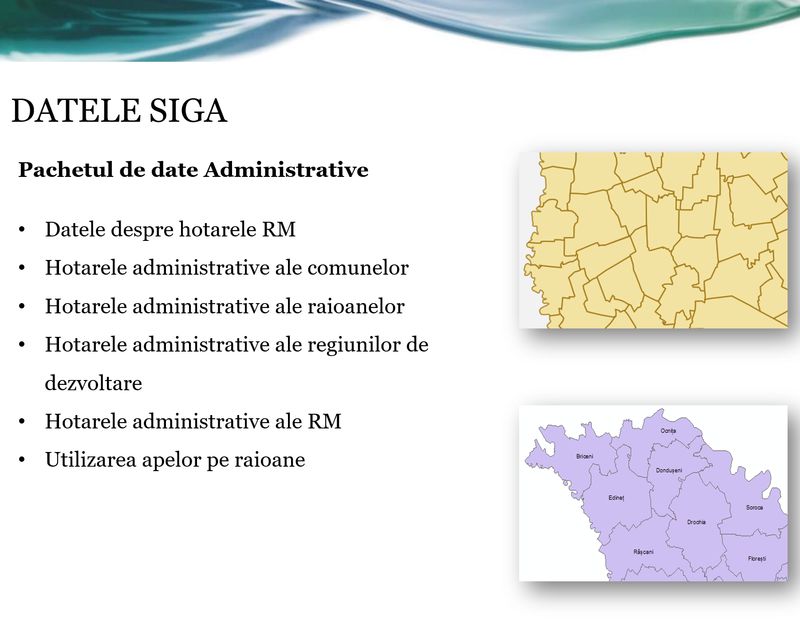 DATELE SIGA
Pachetul de date Administrative
• Datele despre hotarele RM
• Hotarele administrative ale comunelor
• Hotarele administrative ale raioanelor
• Hotarele administrative ale regiunilor de
dezvoltare
• Hotarele administrative ale RM
• Utilizarea apelor pe raioane
Ocnița
Briceni
Dondușeni
Edineț
Soroca
Drochia
Râșcani
Florești